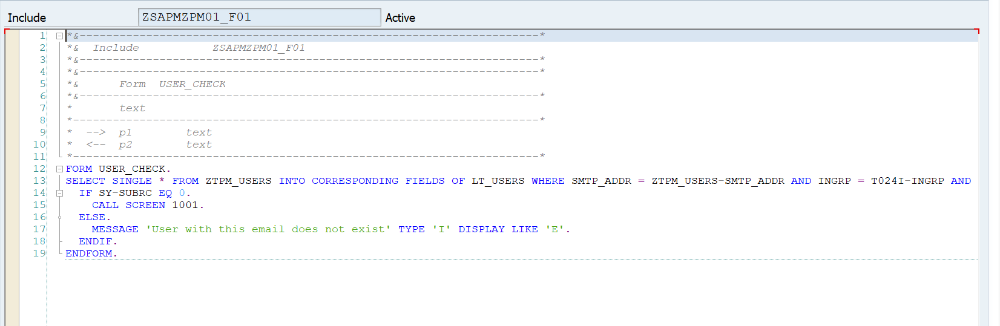 Include ZSAPMZPM01_F01 Active
1 *&---------------------------------------------------------------------*
2 *&  Include           ZSAPMZPM01_F01
3 *&---------------------------------------------------------------------*
4 *&---------------------------------------------------------------------*
5 *&      Form  USER_CHECK
6 *&---------------------------------------------------------------------*
7 *       text
8 *----------------------------------------------------------------------*
9 *  -->  p1        text
10 *  <--  p2        text
11 *----------------------------------------------------------------------*
12 FORM USER_CHECK.
13 SELECT SINGLE * FROM ZTPM_USERS INTO CORRESPONDING FIELDS OF LT_USERS WHERE SMTP_ADDR = ZTPM_USERS-SMTP_ADDR AND INGRP = T024I-INGRP AND
14   IF SY-SUBRC EQ 0.
15     CALL SCREEN 1001.
16   ELSE.
17     MESSAGE 'User with this email does not exist' TYPE 'I' DISPLAY LIKE 'E'.
18   ENDIF.
19 ENDFORM.